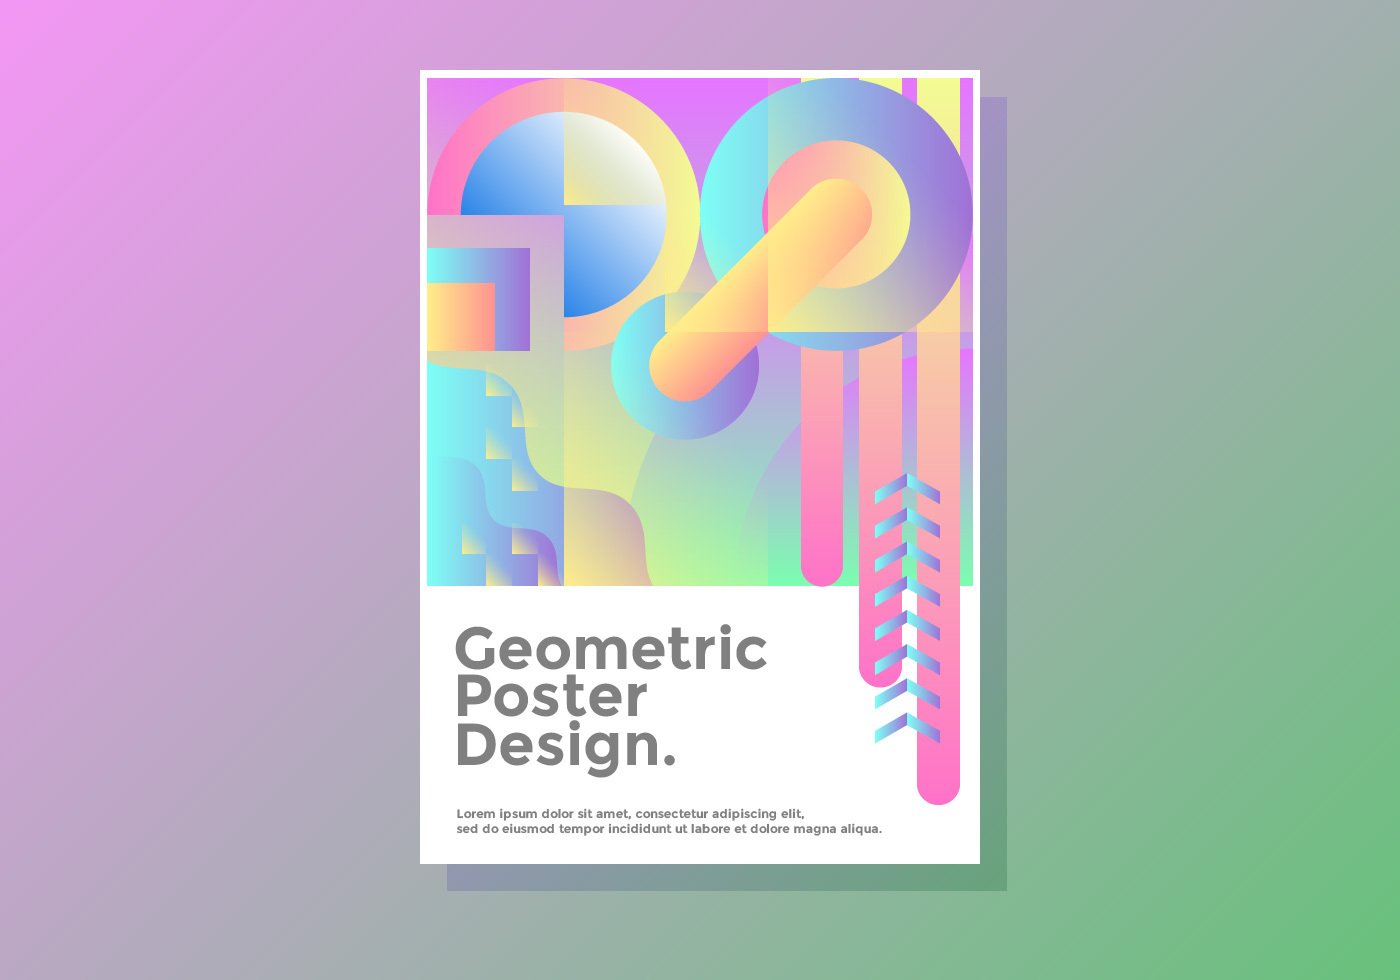 Geometric
Poster
Design.
Lorem ipsum dolor sit amet, consectetur adipiscing elit,
sed do eiusmod tempor incididunt ut labore et dolore magna aliqua.